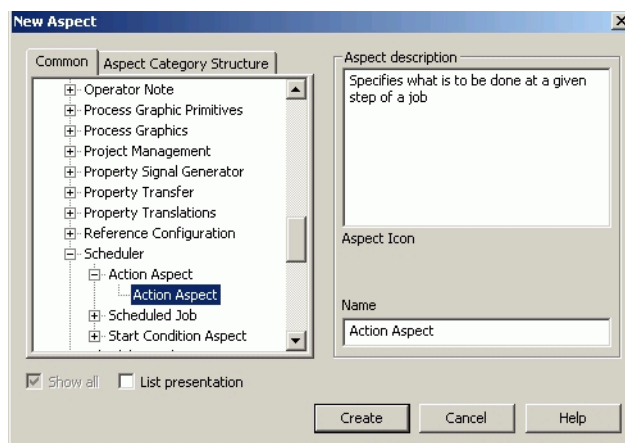 New Aspect
Common
Aspect Category Structure
Operator Note
Process Graphic Primitives
Process Graphics
Project Management
Property Signal Generator
Property Transfer
Property Translations
Reference Configuration
Scheduler
Action Aspect
Action Aspect
Scheduled Job
Start Condition Aspect
Show all
List presentation
Aspect description
Specifies what is to be done at a given
step of a job
Aspect Icon
Name
Action Aspect
Create
Cancel
Help